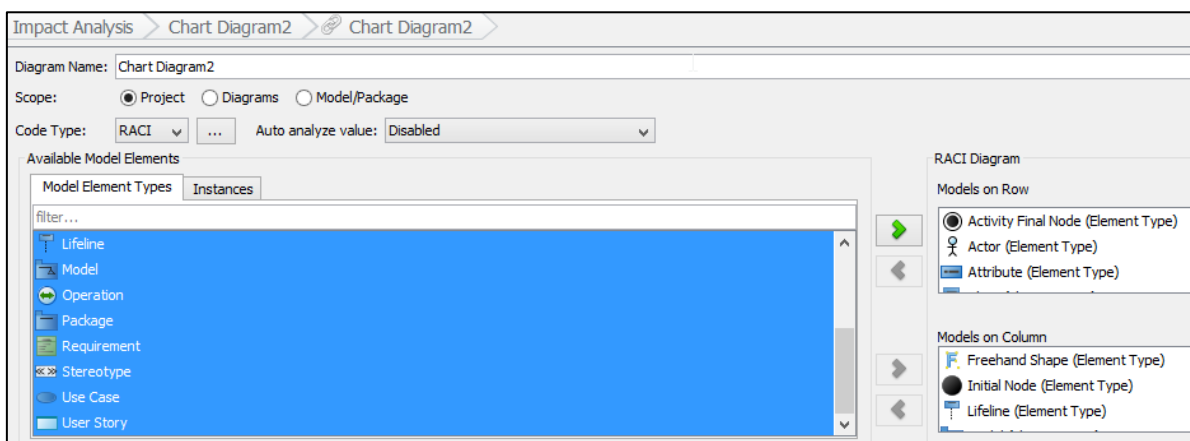 Impact Analysis Chart Diagram2 Chart Diagram2
Diagram Name: Chart Diagram2
Scope: Project Diagrams Model/Package
Code Type: RACI ... Auto analyze value: Disabled
Available Model Elements
Model Element Types Instances
filter...
Lifeline
Model
Operation
Package
Requirement
Stereotype
Use Case
User Story
RACI Diagram
Models on Row
Activity Final Node (Element Type)
Actor (Element Type)
Attribute (Element Type)
Models on Column
Freehand Shape (Element Type)
Initial Node (Element Type)
Lifeline (Element Type)